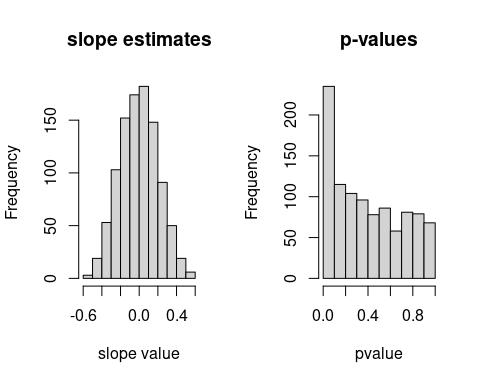 slope estimates
Frequency
0 50 100 150
-0.6 0.0 0.4
slope value
p-values
Frequency
0 50 100 150 200
0.0 0.4 0.8
pvalue